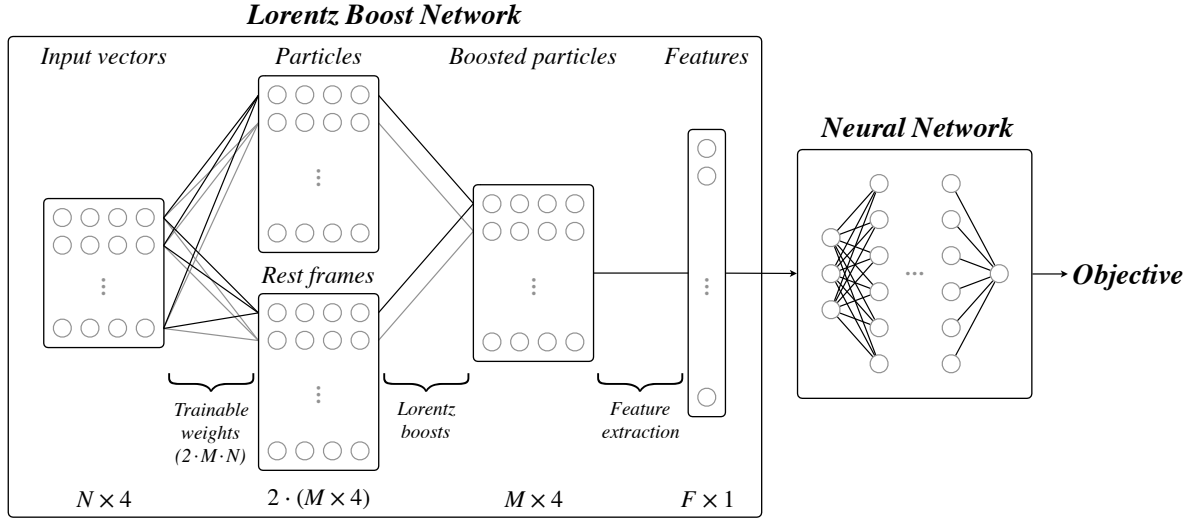 Lorentz Boost Network
Input vectors
Particles
Boosted particles
Features
Neural Network
Rest frames
Objective
Trainable
weights
(2·M·N)
Lorentz
boosts
Feature
extraction
N × 4
2 · (M × 4)
M × 4
F × 1